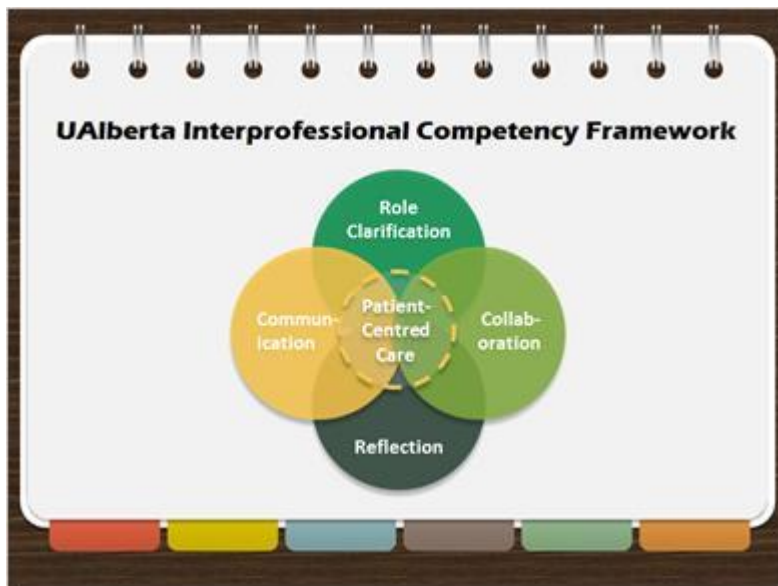 UAlberta Interprofessional Competency Framework
Role
Clarification
Commun-
ication
Patient-
Centred
Care
Collab-
oration
Reflection